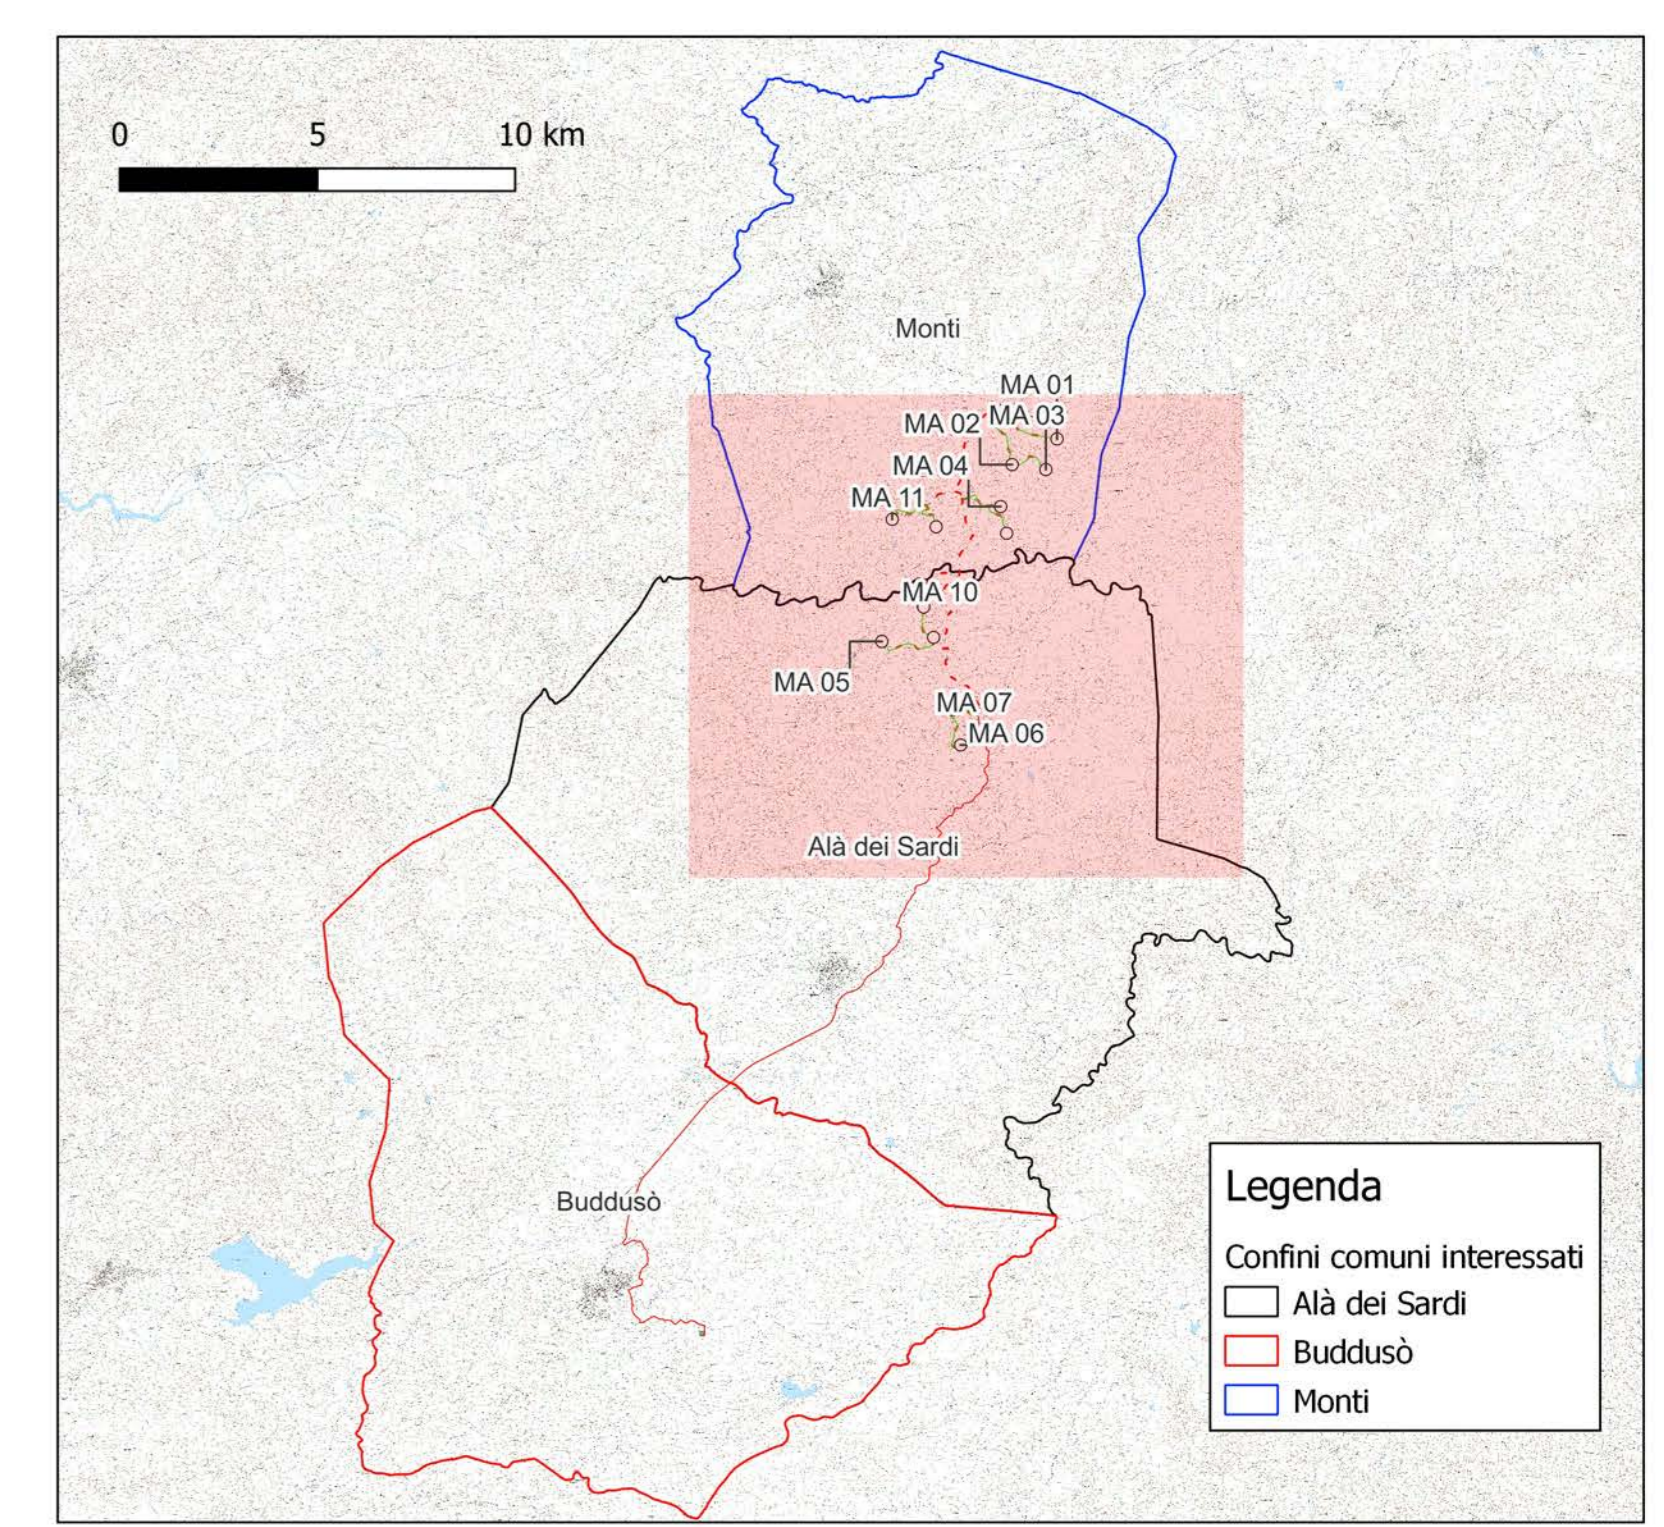 0 5 10 km
Monti
MA 01
MA 02 MA 03
MA 04
MA 11
MA 10
MA 05
MA 07
MA 06
Alà dei Sardi
Buddusò
Legenda
Confini comuni interessati
Alà dei Sardi
Buddusò
Monti